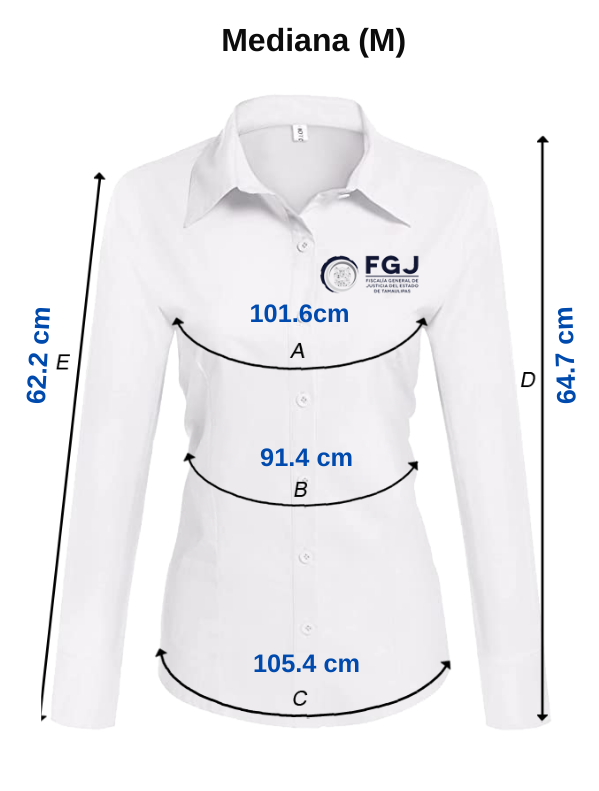 Mediana (M)
FGJ
FISCALÍA GENERAL DE
JUSTICIA DEL ESTADO
DE TAMAULIPAS
101.6cm
A
62.2 cm
E
D
64.7 cm
91.4 cm
B
105.4 cm
C